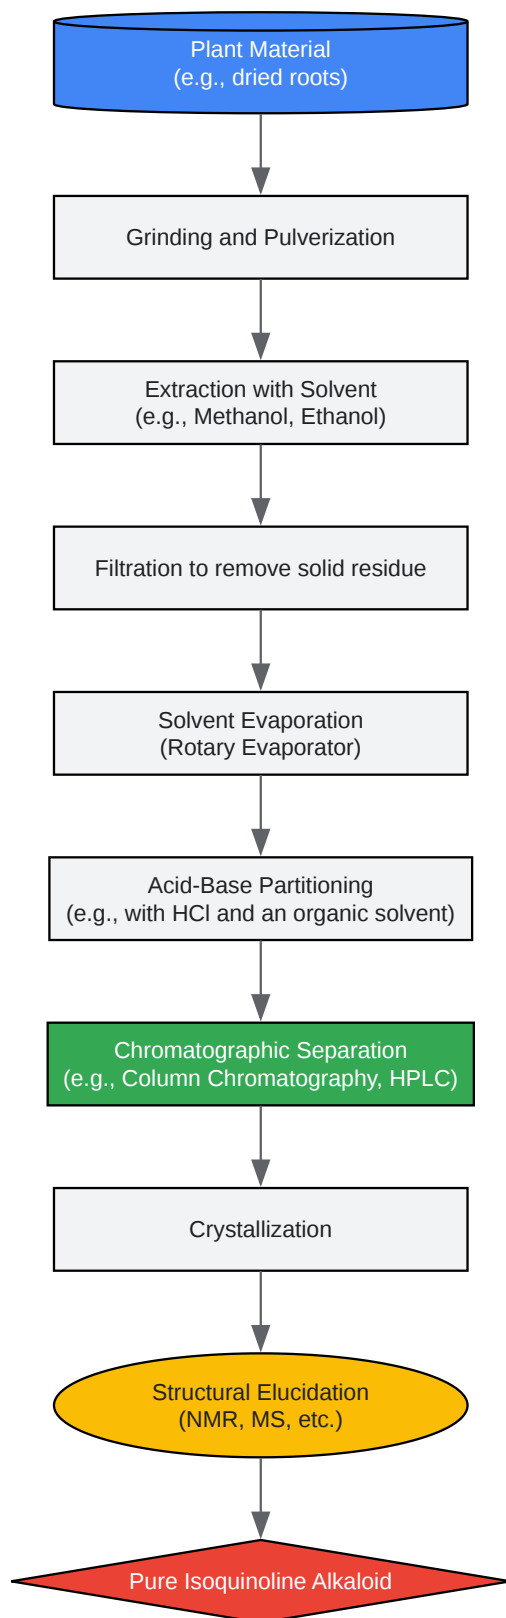 Plant Material
(e.g., dried roots)
Grinding and Pulverization
Extraction with Solvent
(e.g., Methanol, Ethanol)
Filtration to remove solid residue
Solvent Evaporation
(Rotary Evaporator)
Acid-Base Partitioning
(e.g., with HCl and an organic solvent)
Chromatographic Separation
(e.g., Column Chromatography, HPLC)
Crystallization
Structural Elucidation
(NMR, MS, etc.)
Pure Isoquinoline Alkaloid